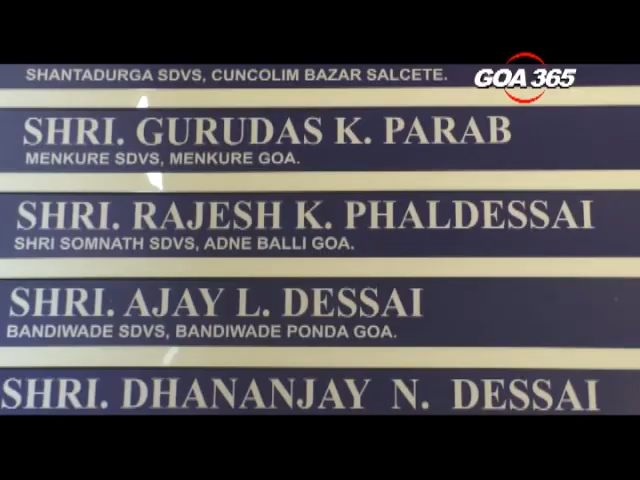 SHANTADURGA SDVS, CUNCOLIM BAZAR SALCETE.
GOA 365
SHRI. GURUDAS K. PARAB
MENKURE SDVS, MENKURE GOA.
SHRI. RAJESH K. PHALDESSAI
SHRI SOMNATH SDVS, ADNE BALLI GOA.
SHRI. AJAY L. DESSAI
BANDIWADE SDVS, BANDIWADE PONDA GOA.
SHRI. DHANANJAY N. DESSAI